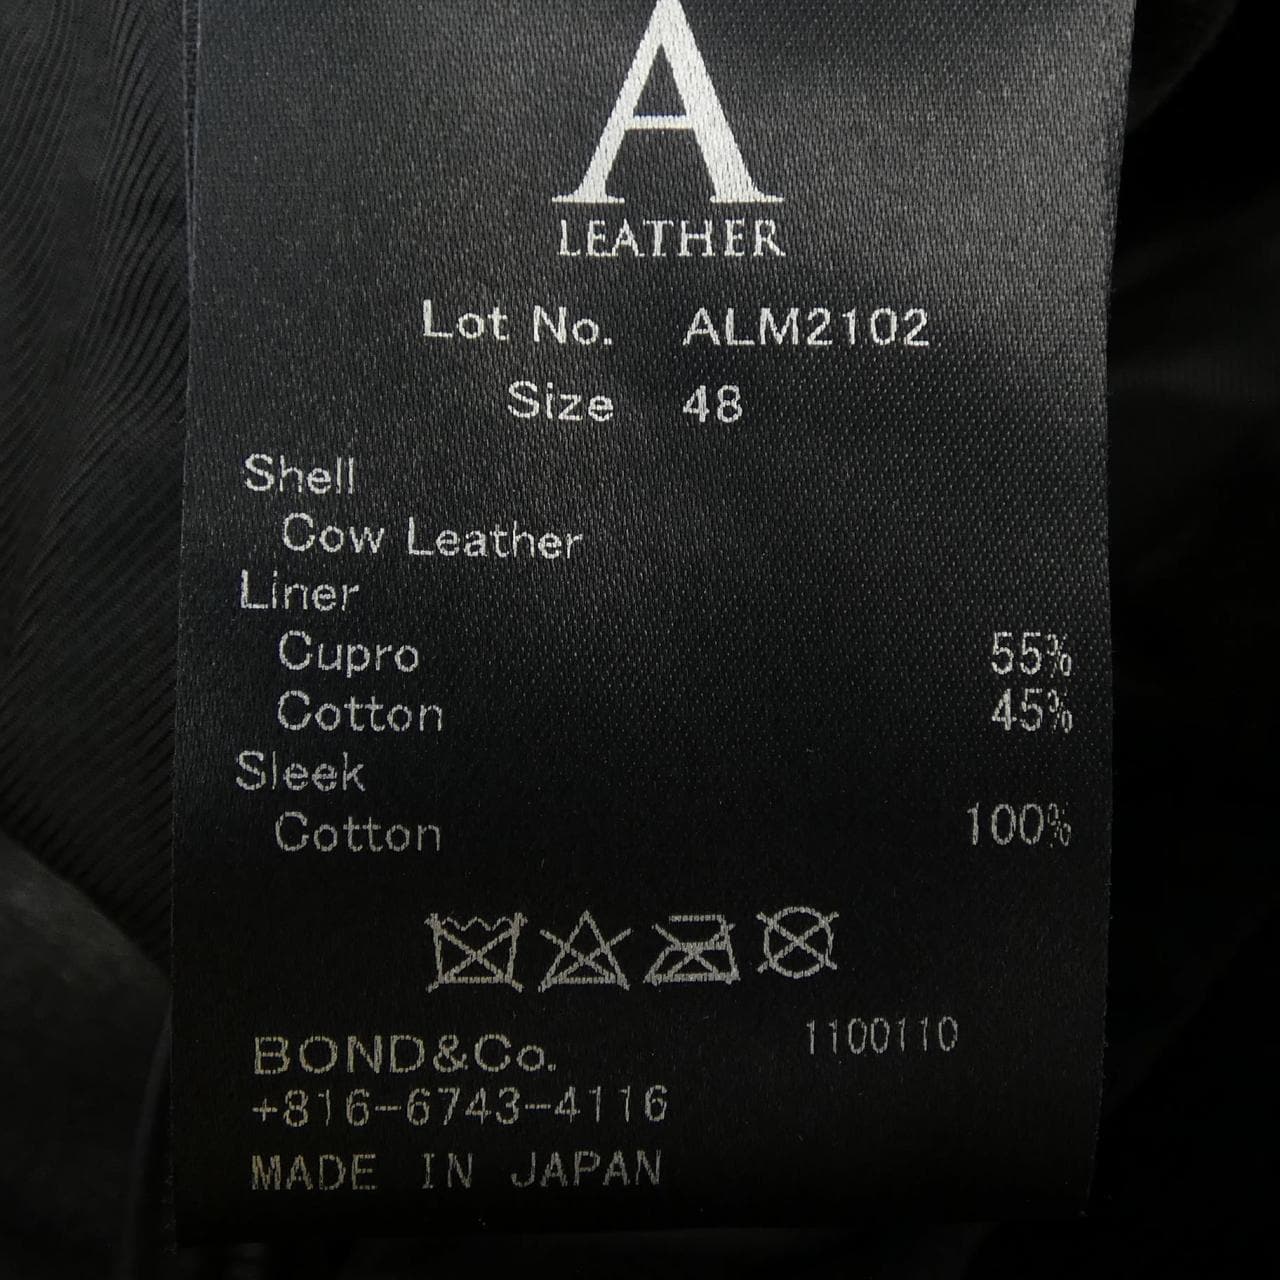 A
LEATHER
Lot No. ALM2102
Size 48
Shell
Cow Leather
Liner
Cupro 55%
Cotton 45%
Sleek
Cotton 100%
BOND&Co. 1100110
+816-6743-4116
MADE IN JAPAN